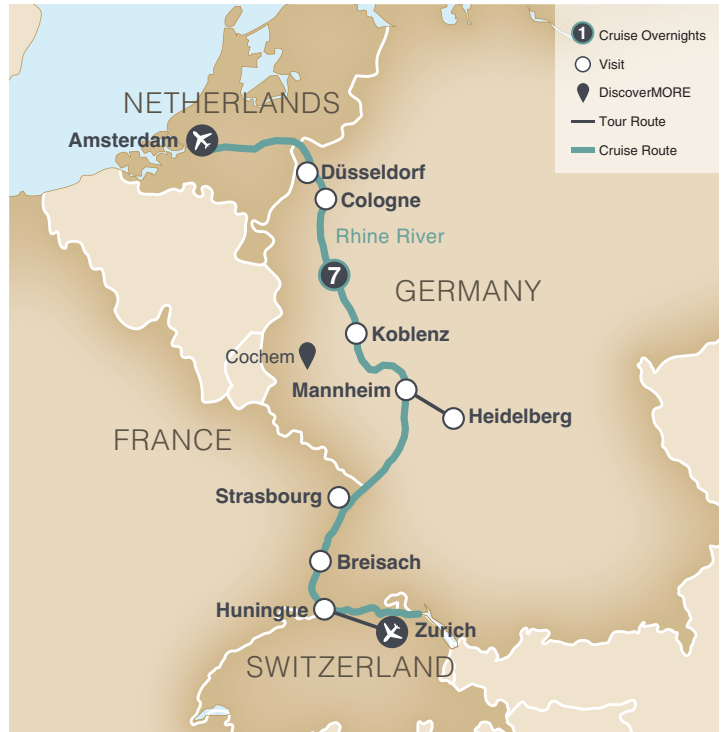 1 Cruise Overnights
Visit
DiscoverMORE
Tour Route
Cruise Route
NETHERLANDS
Amsterdam
Düsseldorf
Cologne
Rhine River
7
GERMANY
Koblenz
Cochem
Mannheim
Heidelberg
FRANCE
Strasbourg
Breisach
Huningue
Zurich
SWITZERLAND